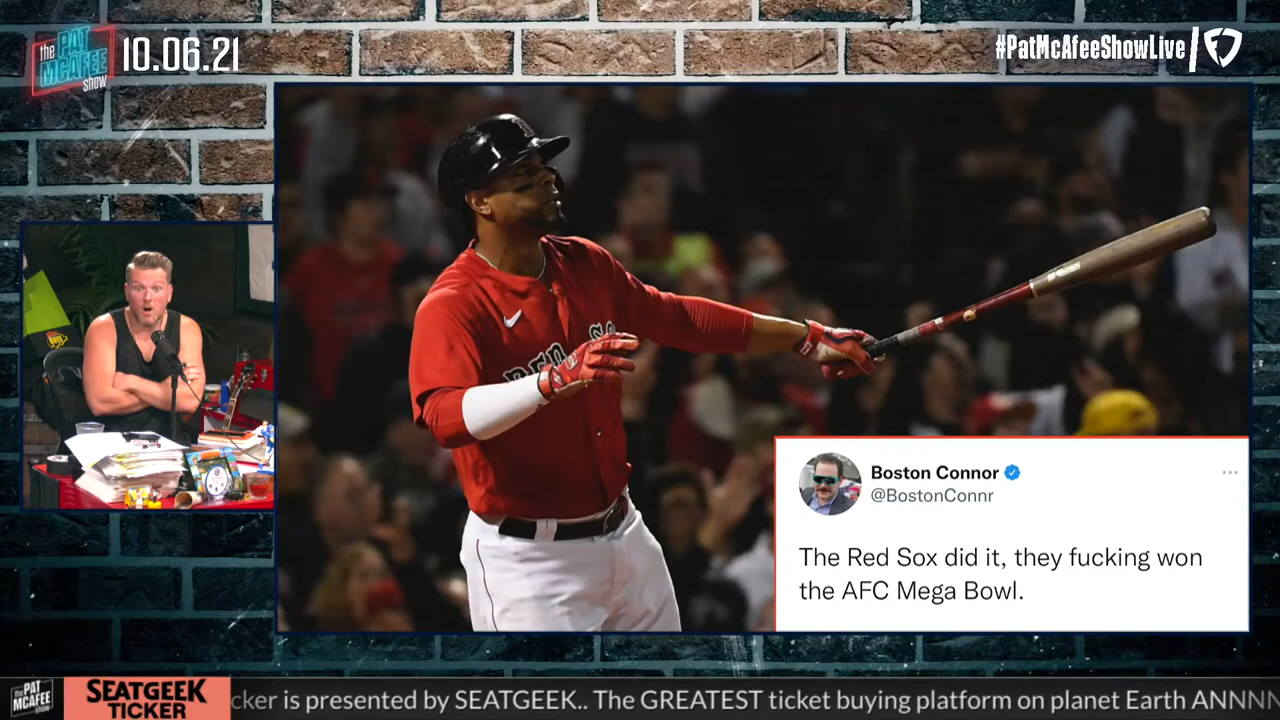 the
PAT
MCAFEE
show
10.06.21
#PatMcAfeeShowLive
Boston Connor
@BostonConnr
The Red Sox did it, they fucking won
the AFC Mega Bowl.
the PAT
MCAFEE
show
SEATGEEK
TICKER
cker is presented by SEATGEEK.. The GREATEST ticket buying platform on planet Earth ANNNN